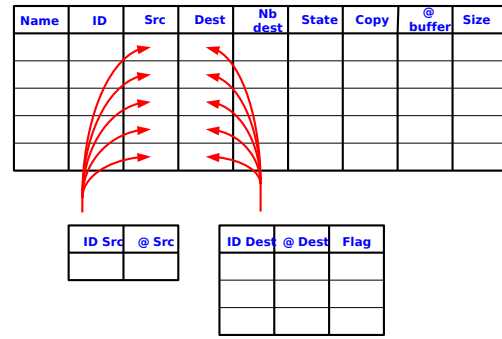 Name ID Src Dest Nb dest State Copy @ buffer Size
ID Src @ Src
ID Dest @ Dest Flag